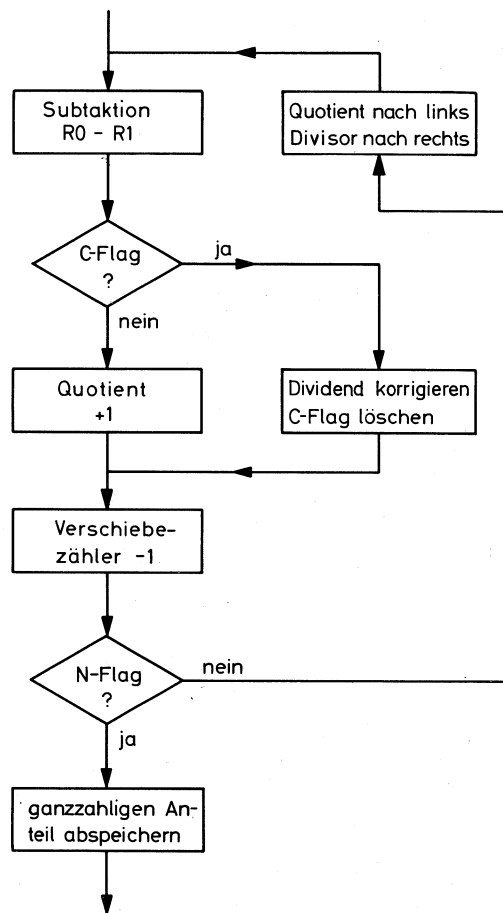 Subtaktion
R0 - R1
Quotient nach links
Divisor nach rechts
C-Flag
?
ja
nein
Quotient
+1
Dividend korrigieren
C-Flag löschen
Verschiebe-
zähler -1
N-Flag
?
nein
ja
ganzzahligen An-
teil abspeichern